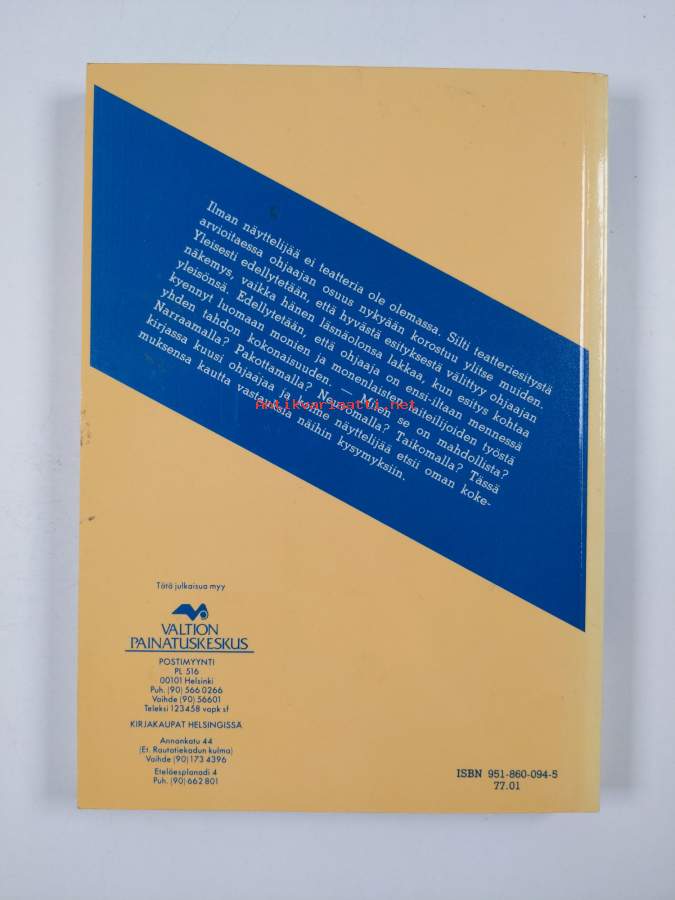 Ilman näyttelijää ei teatteria ole olemassa. Silti teatteriesitystä
arvioitaessa ohjaajan osuus nykyään korostuu ylitse muiden.
Yleisesti edellytetään, että hyvästä esityksestä välittyy ohjaajan
näkemys, vaikka hänen läsnäolonsa lakkaa, kun esitys kohtaa
yleisönsä. Edellytetään, että ohjaaja on ensi-iltaan mennessä
kyennyt luomaan monien ja monenlaisten taiteilijoiden työstä
yhden tahdon kokonaisuuden. — Miten se on mahdollista?
Narraamalla? Pakottamalla? Neuvomalla? Taikomalla? Tässä
kirjassa kuusi ohjaajaa ja kolme näyttelijää etsii oman koke-
muksensa kautta vastauksia näihin kysymyksiin.
Antikvariaatti.net
Tätä julkaisua myy
VALTION
PAINATUSKESKUS
POSTIMYYNTI
PL 516
00101 Helsinki
Puh. (90) 566 0266
Vaihde (90) 56601
Teleksi 123458 vapk sf
KIRJAKAUPAT HELSINGISSÄ
Annankatu 44
(Et. Rautatiekadun kulma)
Vaihde (90) 173 4396
Eteläesplanadi 4
Puh. (90) 662 801
ISBN 951-860-094-5
77.01